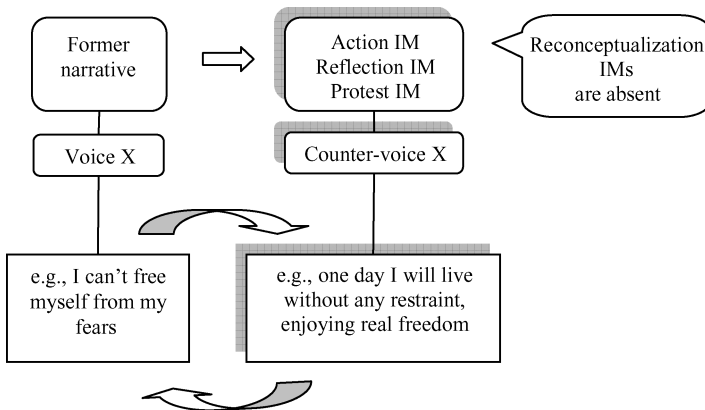 Former
narrative
Action IM
Reflection IM
Protest IM
Reconceptualization
IMs
are absent
Voice X
Counter-voice X
e.g., I can’t free
myself from my
fears
e.g., one day I will live
without any restraint,
enjoying real freedom